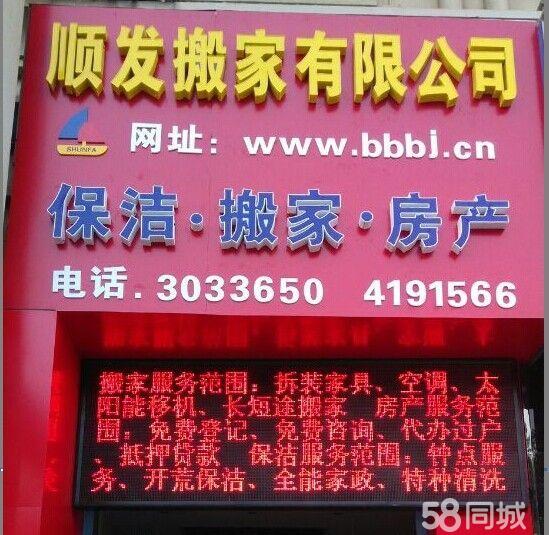 顺发搬家有限公司
SHUNFA
网址：www.bbbj.cn
保洁·搬家·房产
电话.3033650 4191566
搬家服务范围：拆装家具、空调、太
阳能移机、长短途搬家 房产服务范
围：免费登记、免费咨询、代办过户
、抵押贷款 保洁服务范围：钟点服
务、开荒保洁、全能家政、特种清洗
58同城